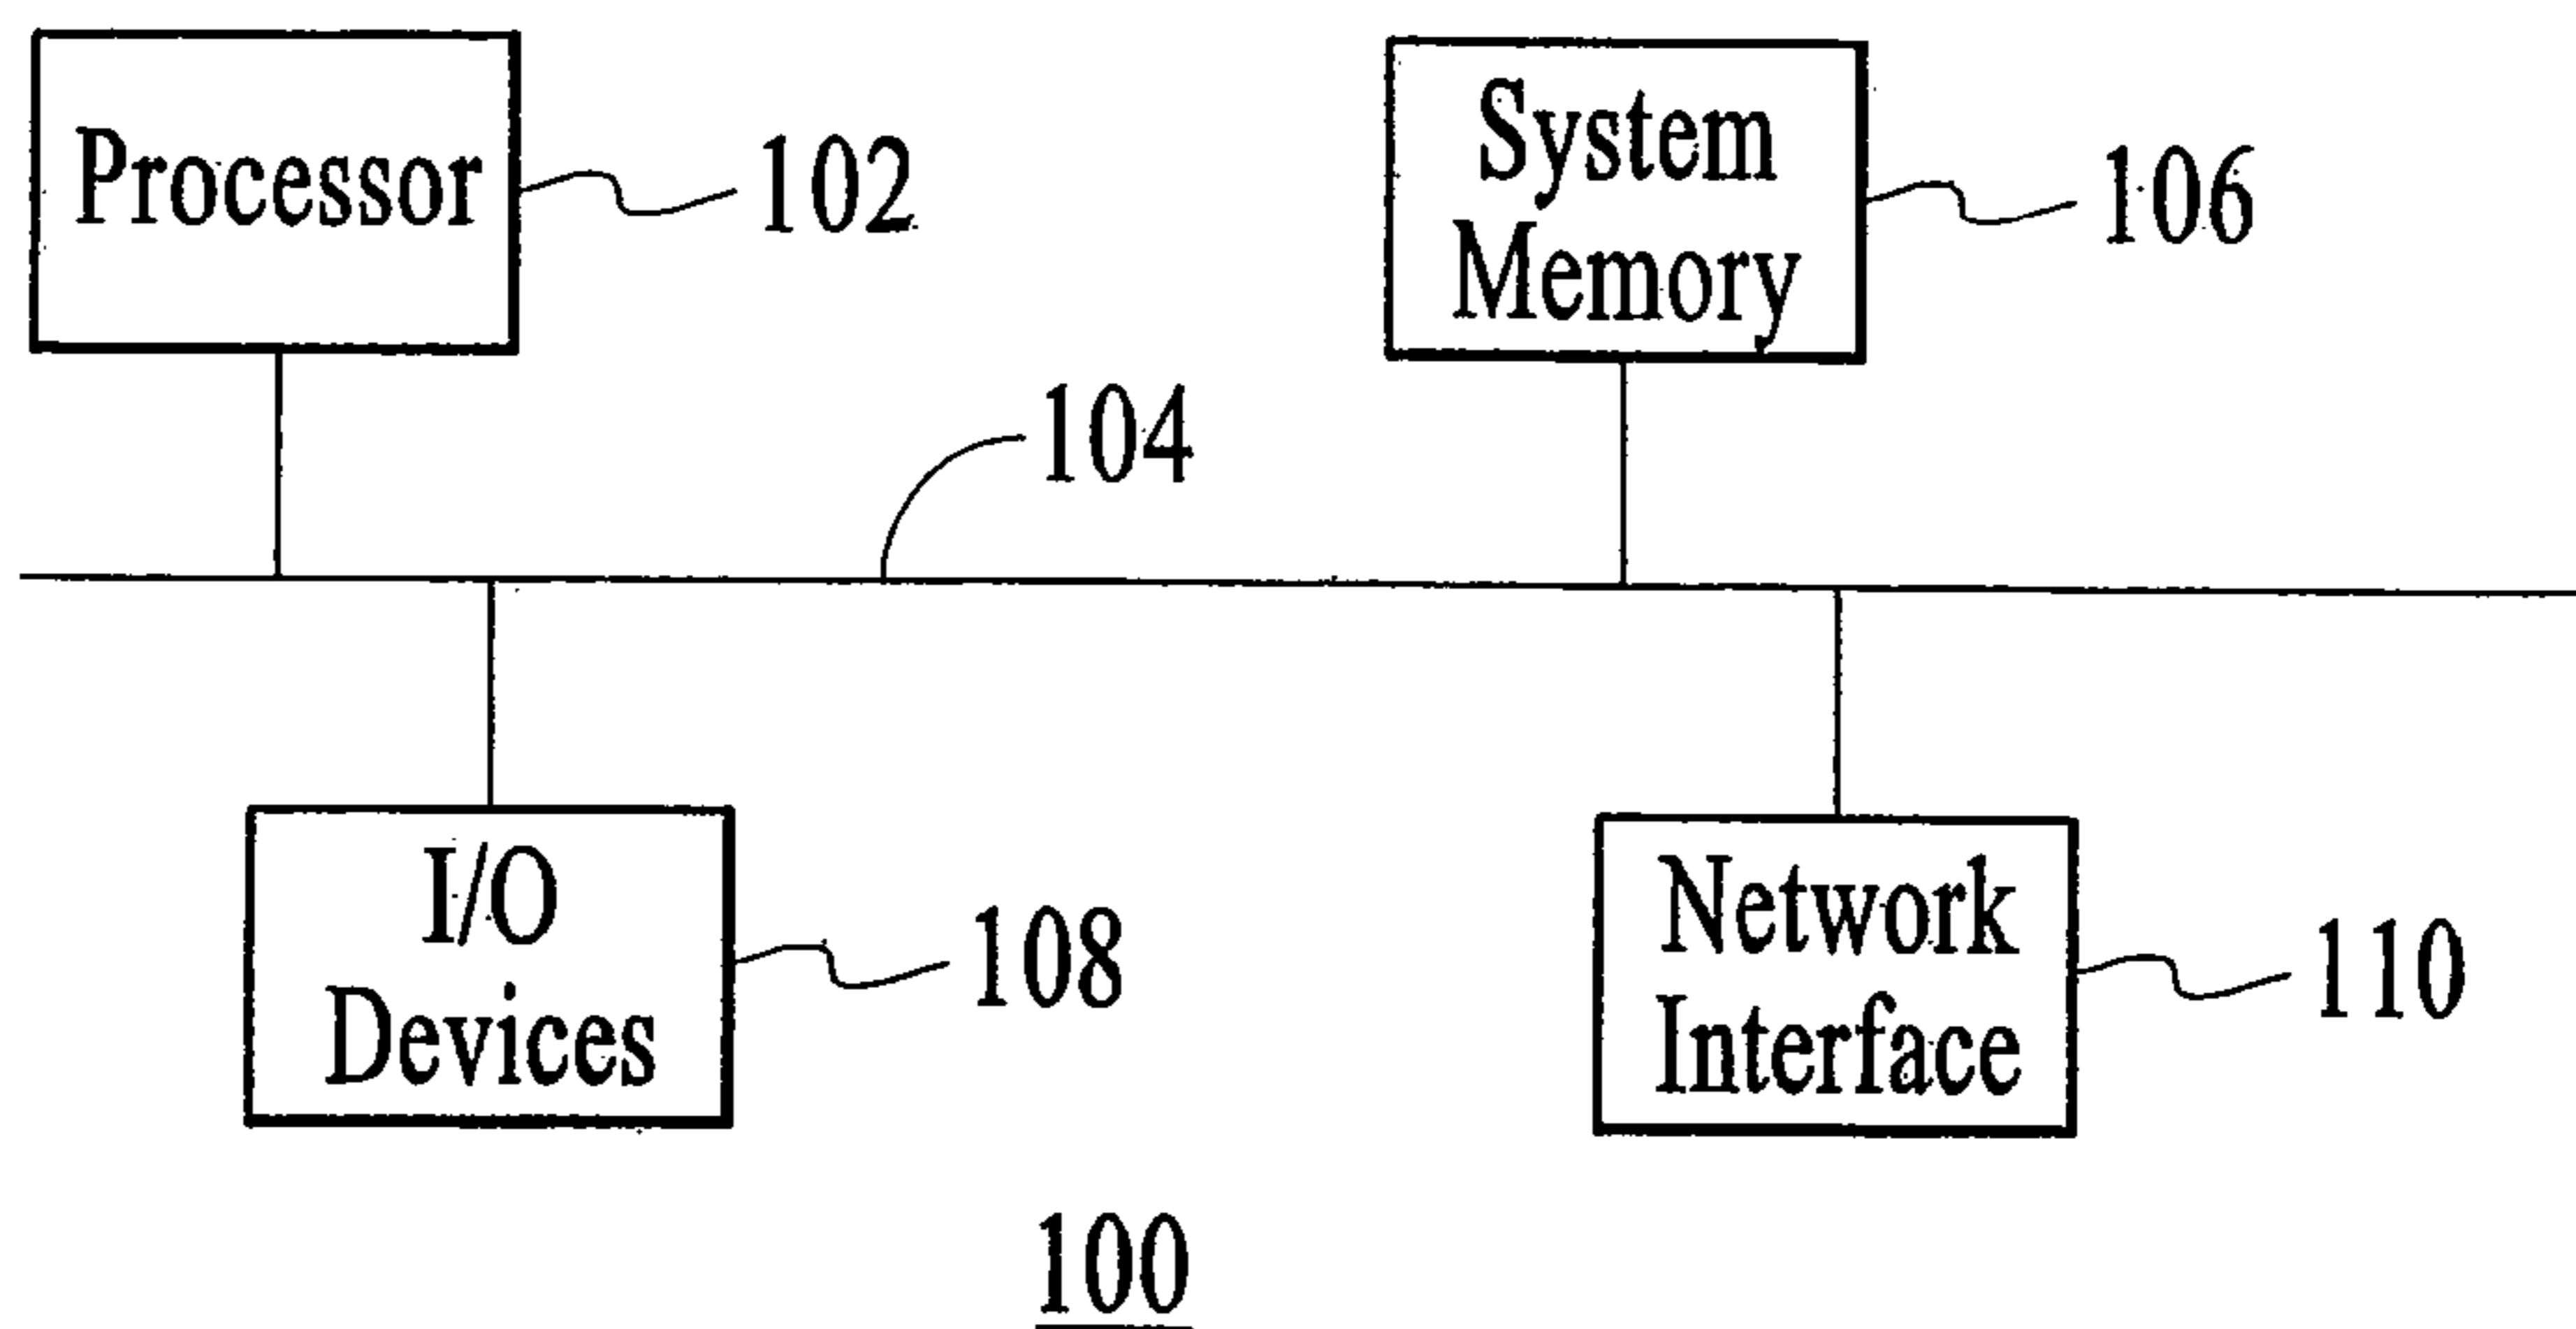 Processor
102
System
Memory
106
104
I/O
Devices
108
Network
Interface
110
100